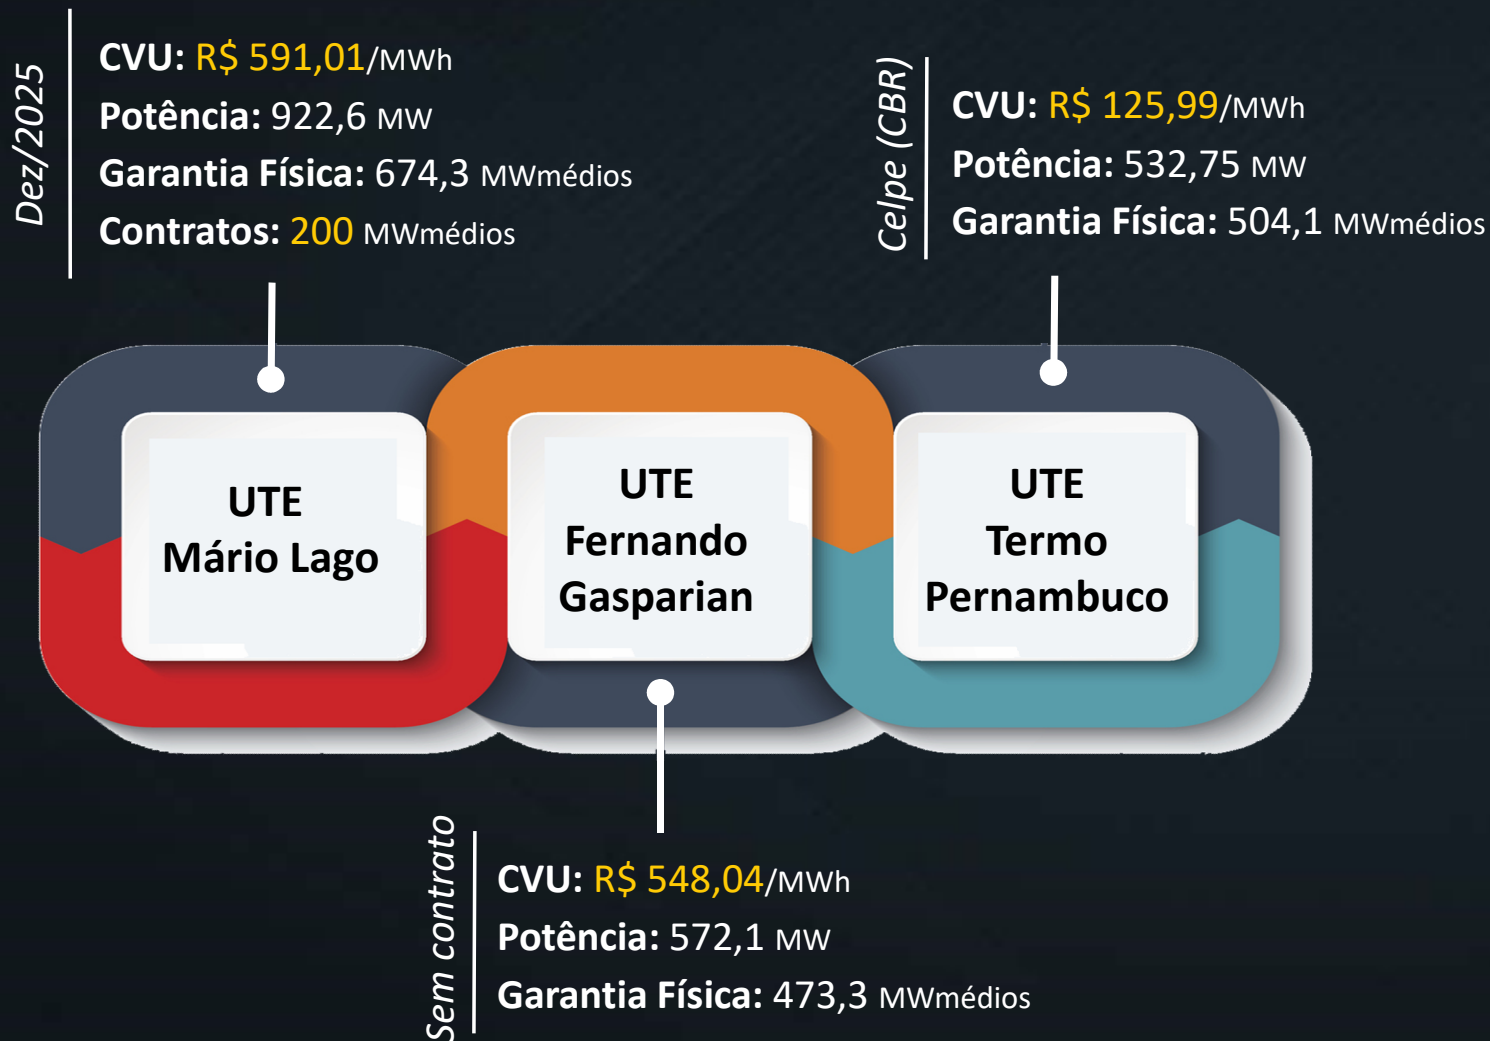 Dez/2025
CVU: R$ 591,01/MWh
Potência: 922,6 MW
Garantia Física: 674,3 MWmédios
Contratos: 200 MWmédios
Celpe (CBR)
CVU: R$ 125,99/MWh
Potência: 532,75 MW
Garantia Física: 504,1 MWmédios
UTE
Mário Lago
UTE
Fernando
Gasparian
UTE
Termo
Pernambuco
Sem contrato
CVU: R$ 548,04/MWh
Potência: 572,1 MW
Garantia Física: 473,3 MWmédios